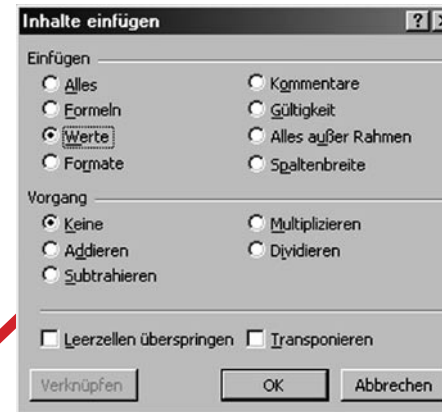 Inhalte einfügen
Einfügen
Alles
Kommentare
Formeln
Gültigkeit
Werte
Alles außer Rahmen
Formate
Spaltenbreite
Vorgang
Keine
Multiplizieren
Addieren
Dividieren
Subtrahieren
Leerzellen überspringen Transponieren
Verknüpfen OK Abbrechen